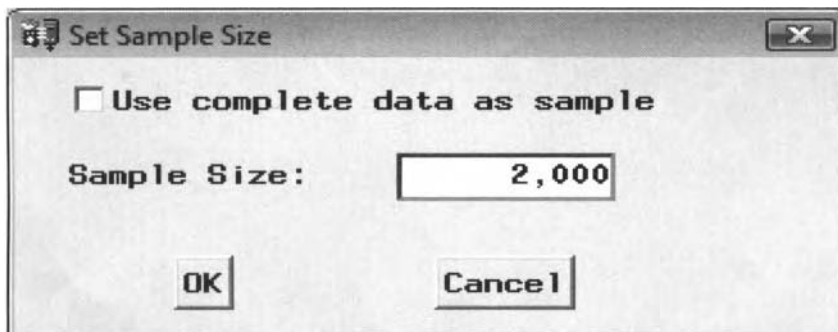 Set Sample Size
Use complete data as sample
Sample Size: 2,000
OK Cancel